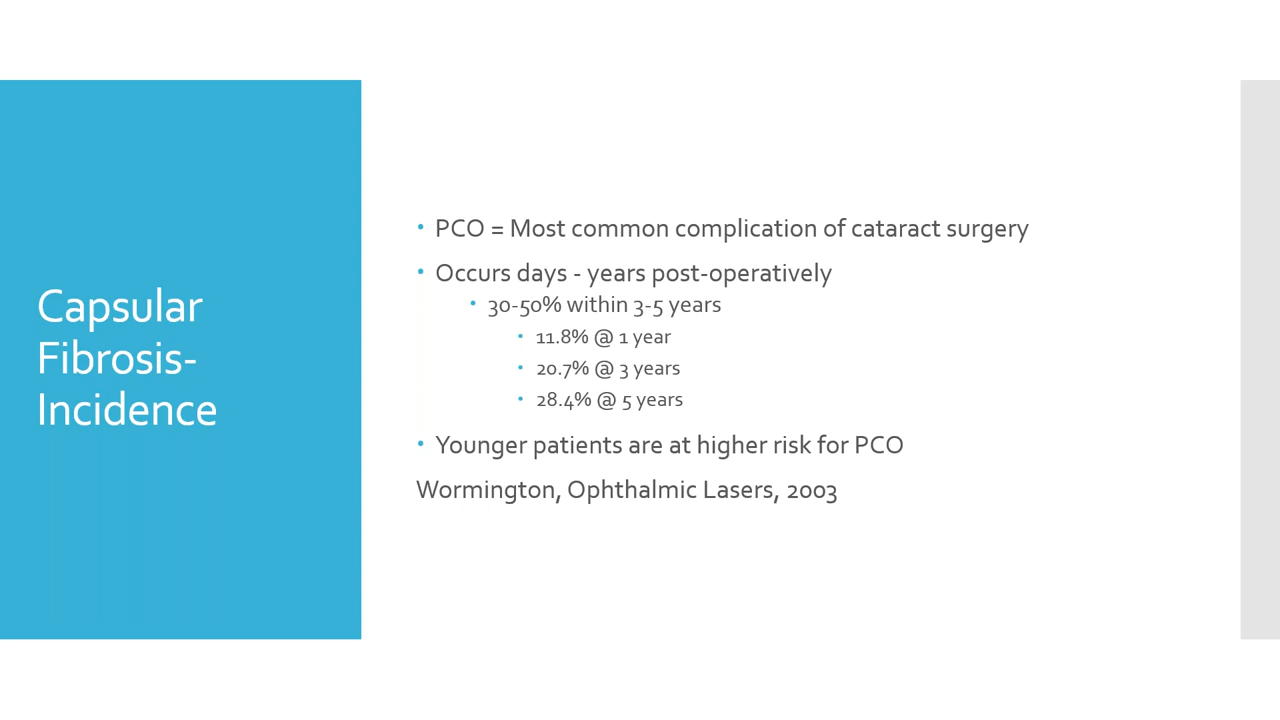 Capsular
Fibrosis-
Incidence
• PCO = Most common complication of cataract surgery
• Occurs days - years post-operatively
• 30-50% within 3-5 years
• 11.8% @ 1 year
• 20.7% @ 3 years
• 28.4% @ 5 years
• Younger patients are at higher risk for PCO
Wormington, Ophthalmic Lasers, 2003